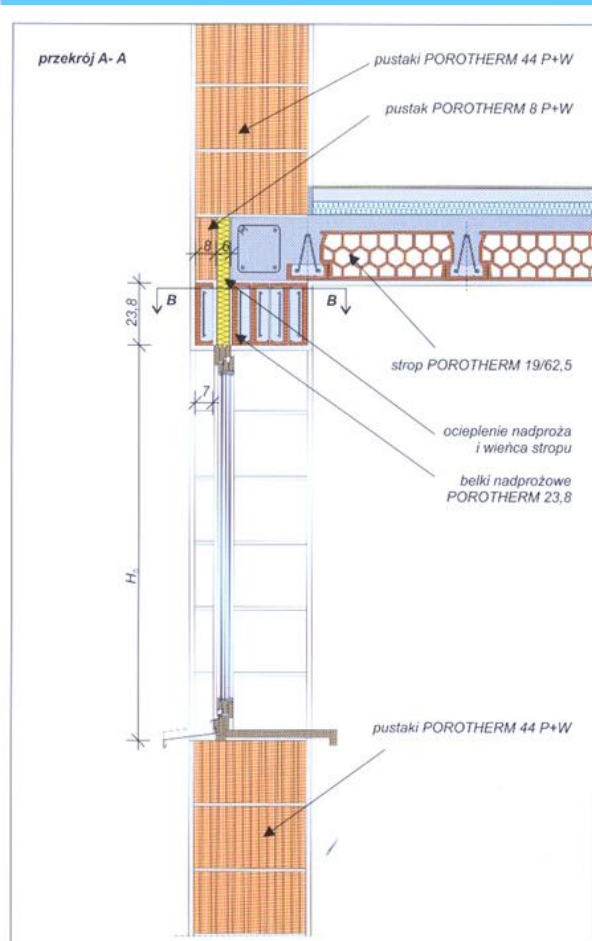 przekrój A- A
pustaki POROTHERM 44 P+W
pustak POROTHERM 8 P+W
8 6
B B
23,8
strop POROTHERM 19/62,5
7
ocieplenie nadproża
i wieńca stropu
belki nadprożowe
POROTHERM 23,8
H₀
pustaki POROTHERM 44 P+W